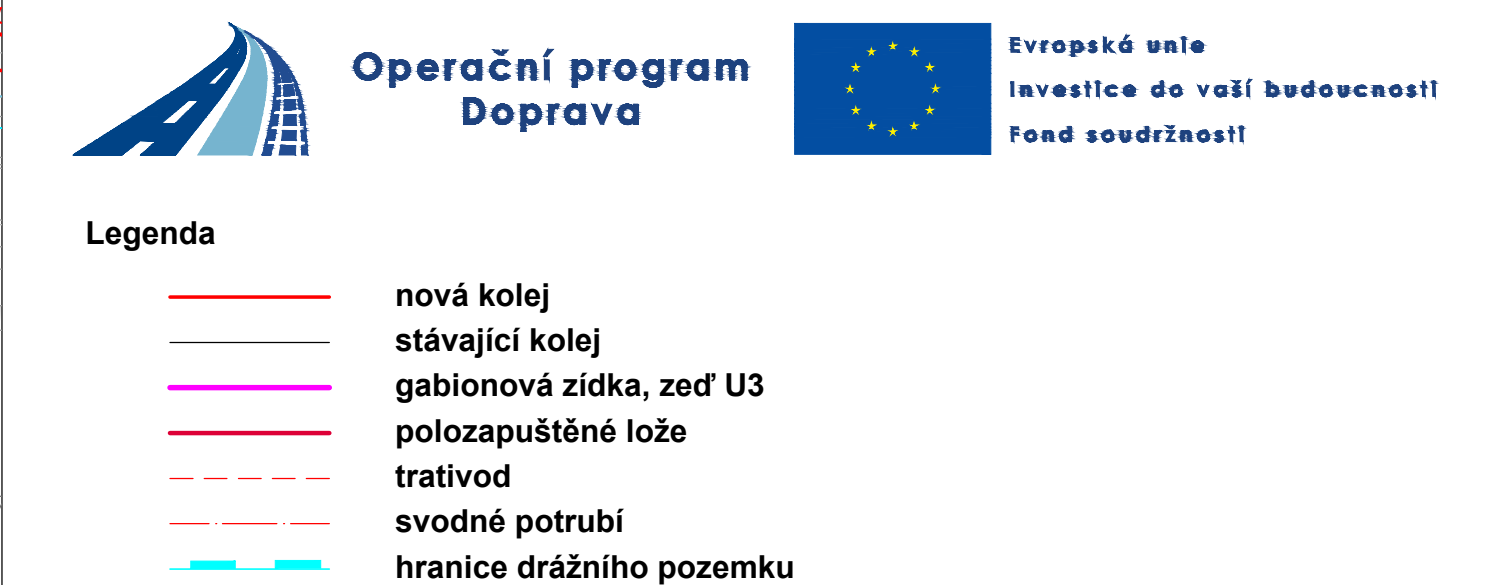 Operační program
Doprava
Evropská unie
Investice do vaší budoucnosti
Fond soudržnosti
Legenda
nová kolej
stávající kolej
gabionová zídka, zeď U3
polozapuštěné lože
trativod
svodné potrubí
hranice drážního pozemku